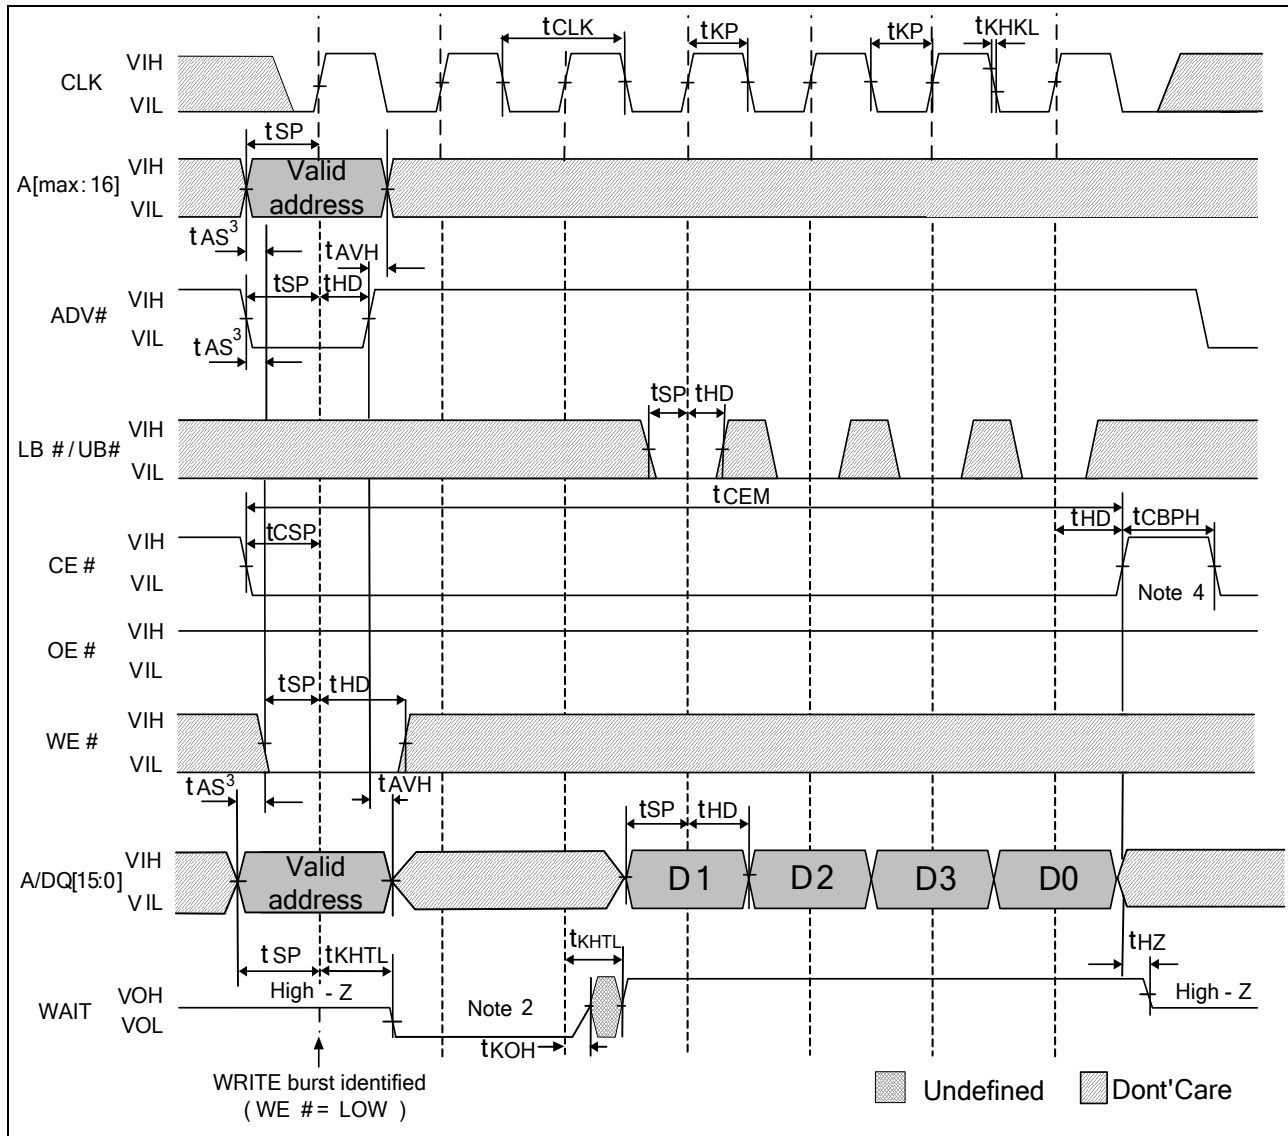 tCLK tKP tKP tKHKL
VIH
CLK
VIL
tSP
VIH
A[max:16]
Valid address
VIL
tAS3
tAVH
tSP tHD
VIH
ADV#
VIL
tAS3
tSP tHD
VIH
LB #/UB#
VIL
tCEM
tCSP
tHD tCBPH
VIH
CE #
VIL
Note 4
VIH
OE #
VIL
tSP tHD
VIH
WE #
VIL
tAS3
tAVH
tSP tHD
VIH
A/DQ[15:0]
Valid address
D1 D2 D3 D0
VIL
tSP tKHTL
tKHTL
tHZ
VOH
High - Z
Note 2
High - Z
WAIT
VOL
tKOH
WRITE burst identified
( WE #= LOW )
Undefined
Dont'Care